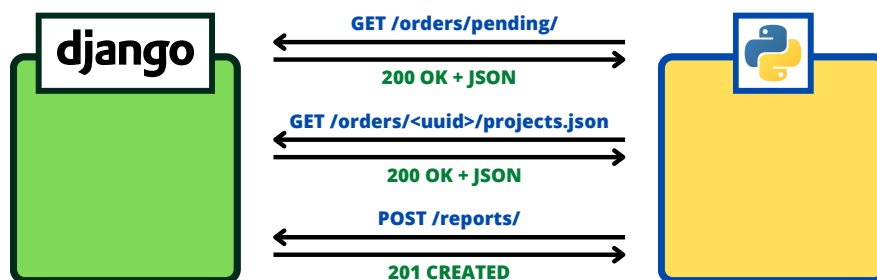 django
GET /orders/pending/
200 OK + JSON
GET /orders/<uuid>/projects.json
200 OK + JSON
POST /reports/
201 CREATED